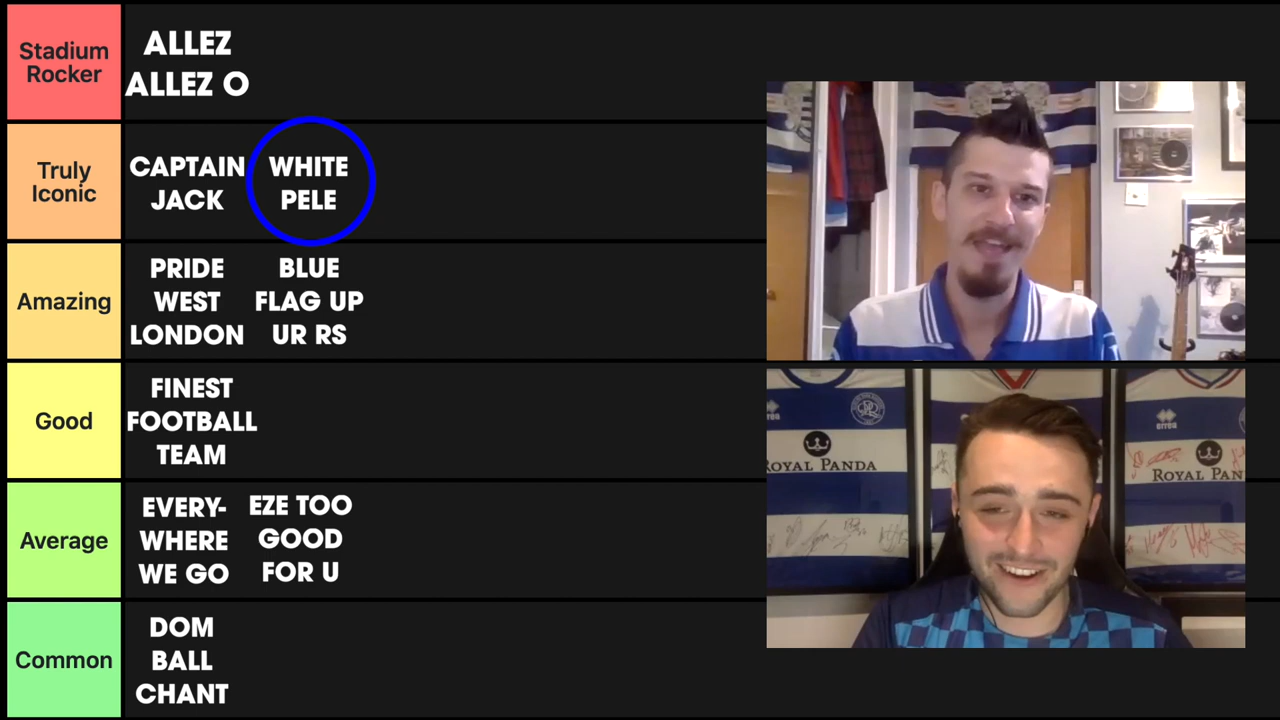 Stadium
Rocker
ALLEZ
ALLEZ O
Truly
Iconic
CAPTAIN
JACK
WHITE
PELE
Amazing
PRIDE
WEST
LONDON
BLUE
FLAG UP
UR RS
Good
FINEST
FOOTBALL
TEAM
Average
EVERY-
WHERE
WE GO
EZE TOO
GOOD
FOR U
Common
DOM
BALL
CHANT
errea
ROYAL PANDA
errea
ROYAL PAN